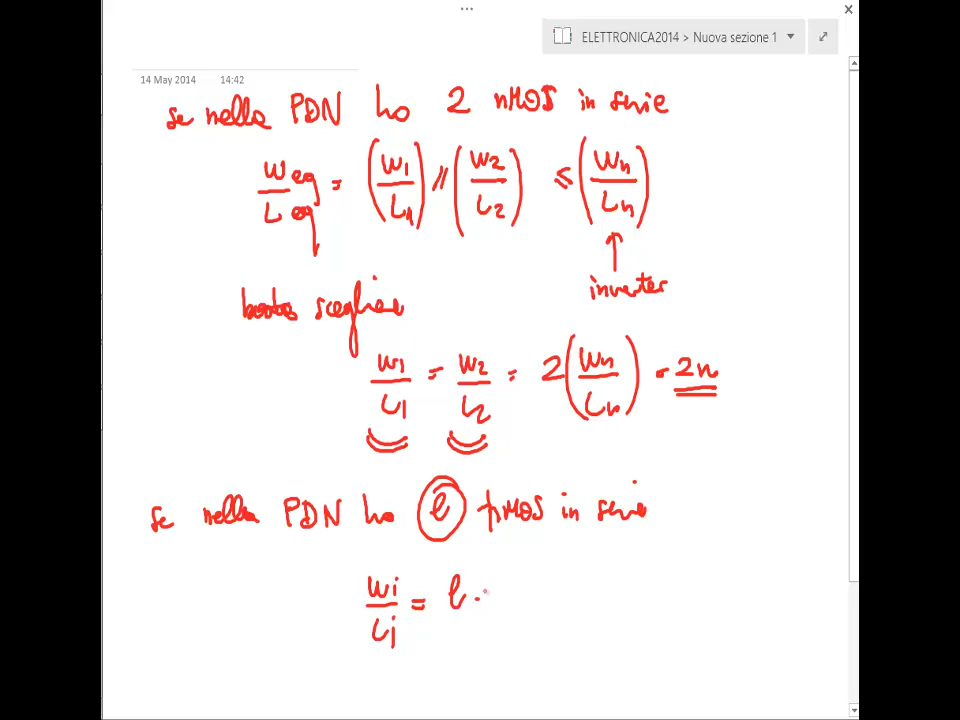 ELETTRONICA2014 > Nuova sezione 1
14 May 2014 14:42
se nella PDN ho 2 nMOS in serie
Weq/Leq = (W1/L1) // (W2/L2) ≤ (Wn/Ln)
inverter
basta scegliere
W1/L1 = W2/L2 = 2(Wn/Ln) = 2n
se nella PDN ho l pMOS in serie
Wi/Li = l ·